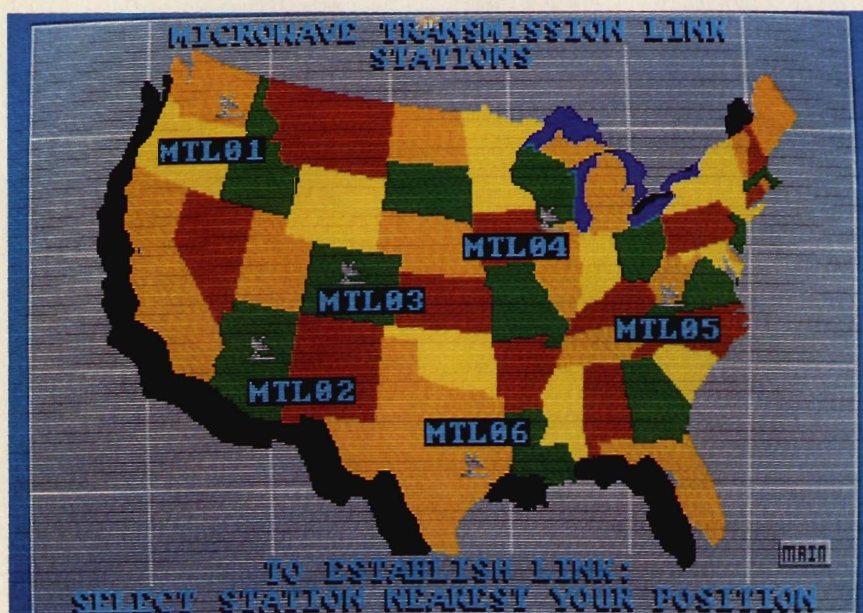 MICROWAVE TRANSMISSION LINK
STATIONS
MTL01
MTL04
MTL03
MTL05
MTL02
MTL06
MAIN
TO ESTABLISH LINK:
SELECT STATION NEAREST YOUR POSITION